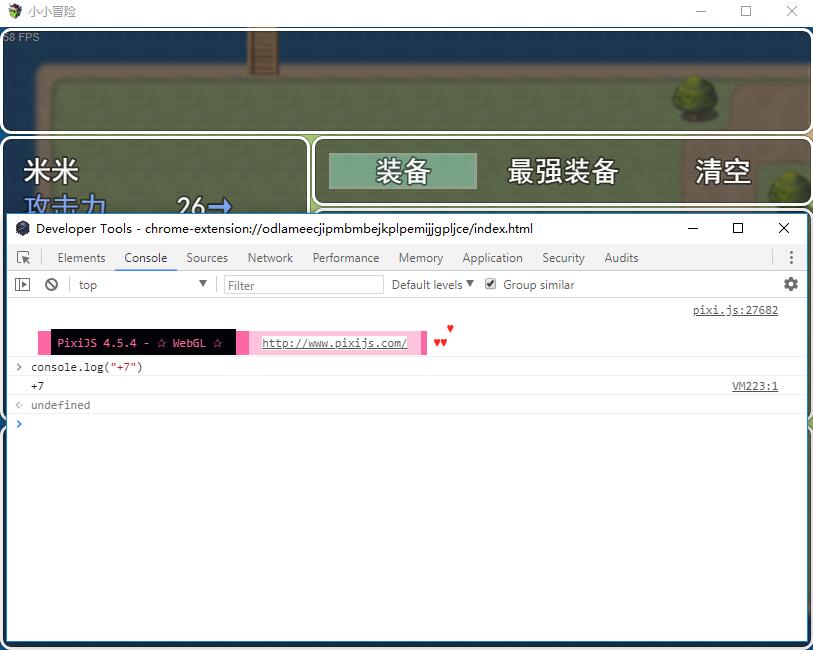 小小冒险
58 FPS
米米
装备 最强装备 清空
攻击力 26→
Developer Tools - chrome-extension://odlameecjipmbmbejkplpemijjgpljce/index.html
Elements Console Sources Network Performance Memory Application Security Audits
top Filter Default levels Group similar
pixi.js:27682
PixiJS 4.5.4 - ☆ WebGL ☆ http://www.pixijs.com/ ♥♥♥
console.log("+7")
+7 VM223:1
undefined